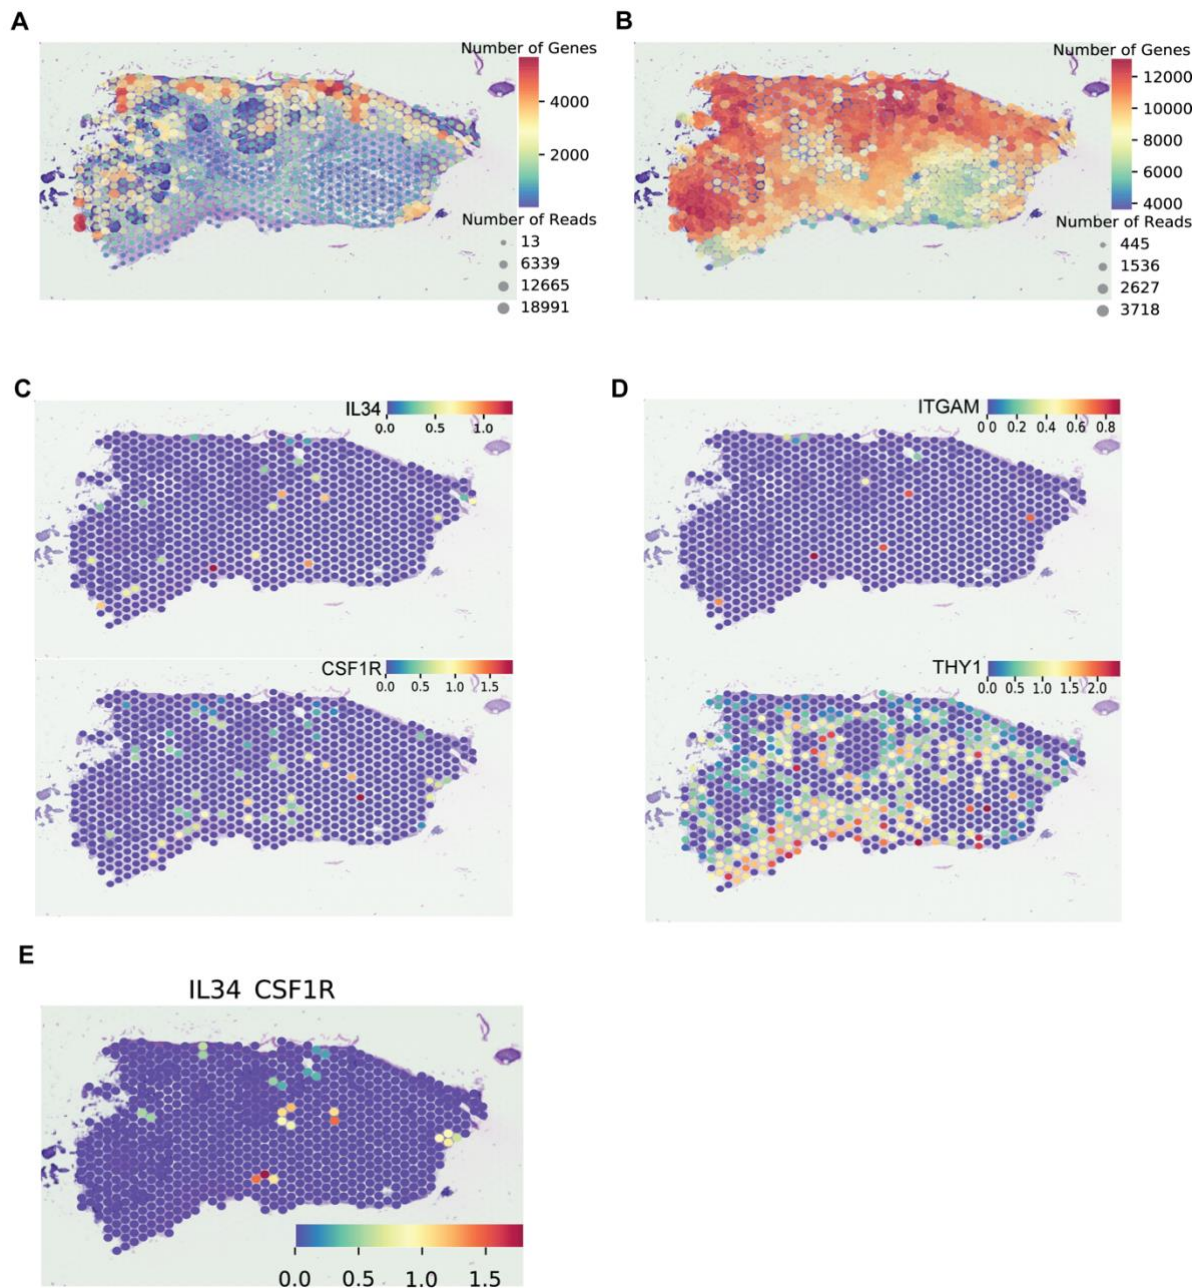 A
B
Number of Genes
4000
2000
Number of Reads
13
6339
12665
18991
Number of Genes
12000
10000
8000
6000
4000
Number of Reads
445
1536
2627
3718
C
D
IL34
0.0 0.5 1.0
ITGAM
0.0 0.2 0.4 0.6 0.8
CSF1R
0.0 0.5 1.0 1.5
THY1
0.0 0.5 1.0 1.5 2.0
E
IL34 CSF1R
0.0 0.5 1.0 1.5